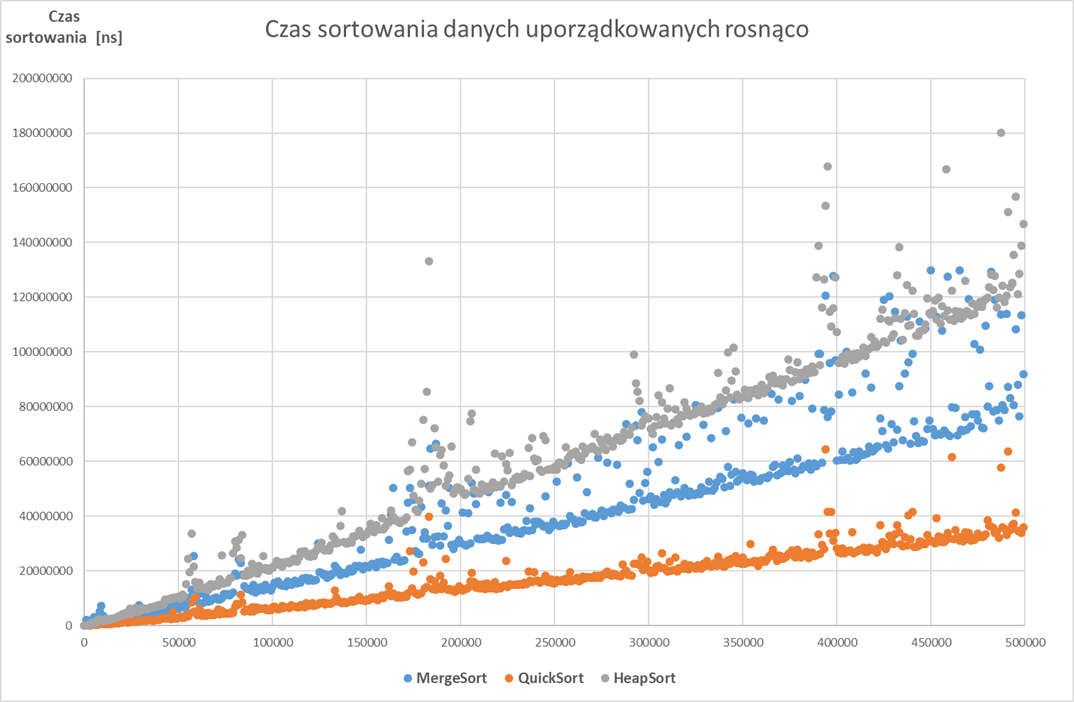 Czas
sortowania [ns]
Czas sortowania danych uporządkowanych rosnąco
200000000
180000000
160000000
140000000
120000000
100000000
80000000
60000000
40000000
20000000
0
0 50000 100000 150000 200000 250000 300000 350000 400000 450000 500000
MergeSort QuickSort HeapSort